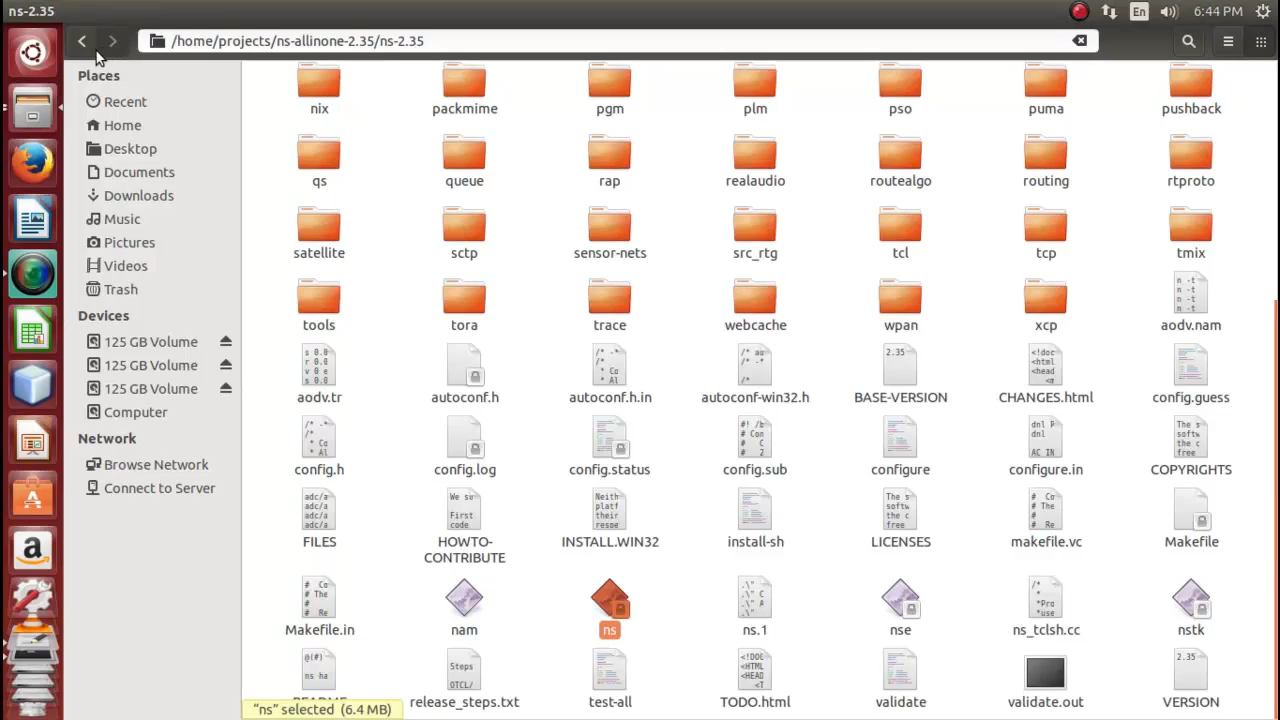 ns-2.35
En
6:44 PM
/home/projects/ns-allinone-2.35/ns-2.35
Places
Recent
Home
Desktop
Documents
Downloads
Music
Pictures
Videos
Trash
Devices
125 GB Volume
125 GB Volume
125 GB Volume
Computer
Network
Browse Network
Connect to Server
nix packmime pgm plm pso puma pushback
qs queue rap realaudio routealgo routing rtproto
satellite sctp sensor-nets src_rtg tcl tcp tmix
tools tora trace webcache wpan xcp aodv.nam
aodv.tr autoconf.h autoconf.h.in autoconf-win32.h BASE-VERSION CHANGES.html config.guess
config.h config.log config.status config.sub configure configure.in COPYRIGHTS
FILES HOWTO-CONTRIBUTE INSTALL.WIN32 install-sh LICENSES makefile.vc Makefile
Makefile.in nam ns ns.1 nse ns_tclsh.cc nstk
release_steps.txt test-all TODO.html validate validate.out VERSION
"ns" selected (6.4 MB)